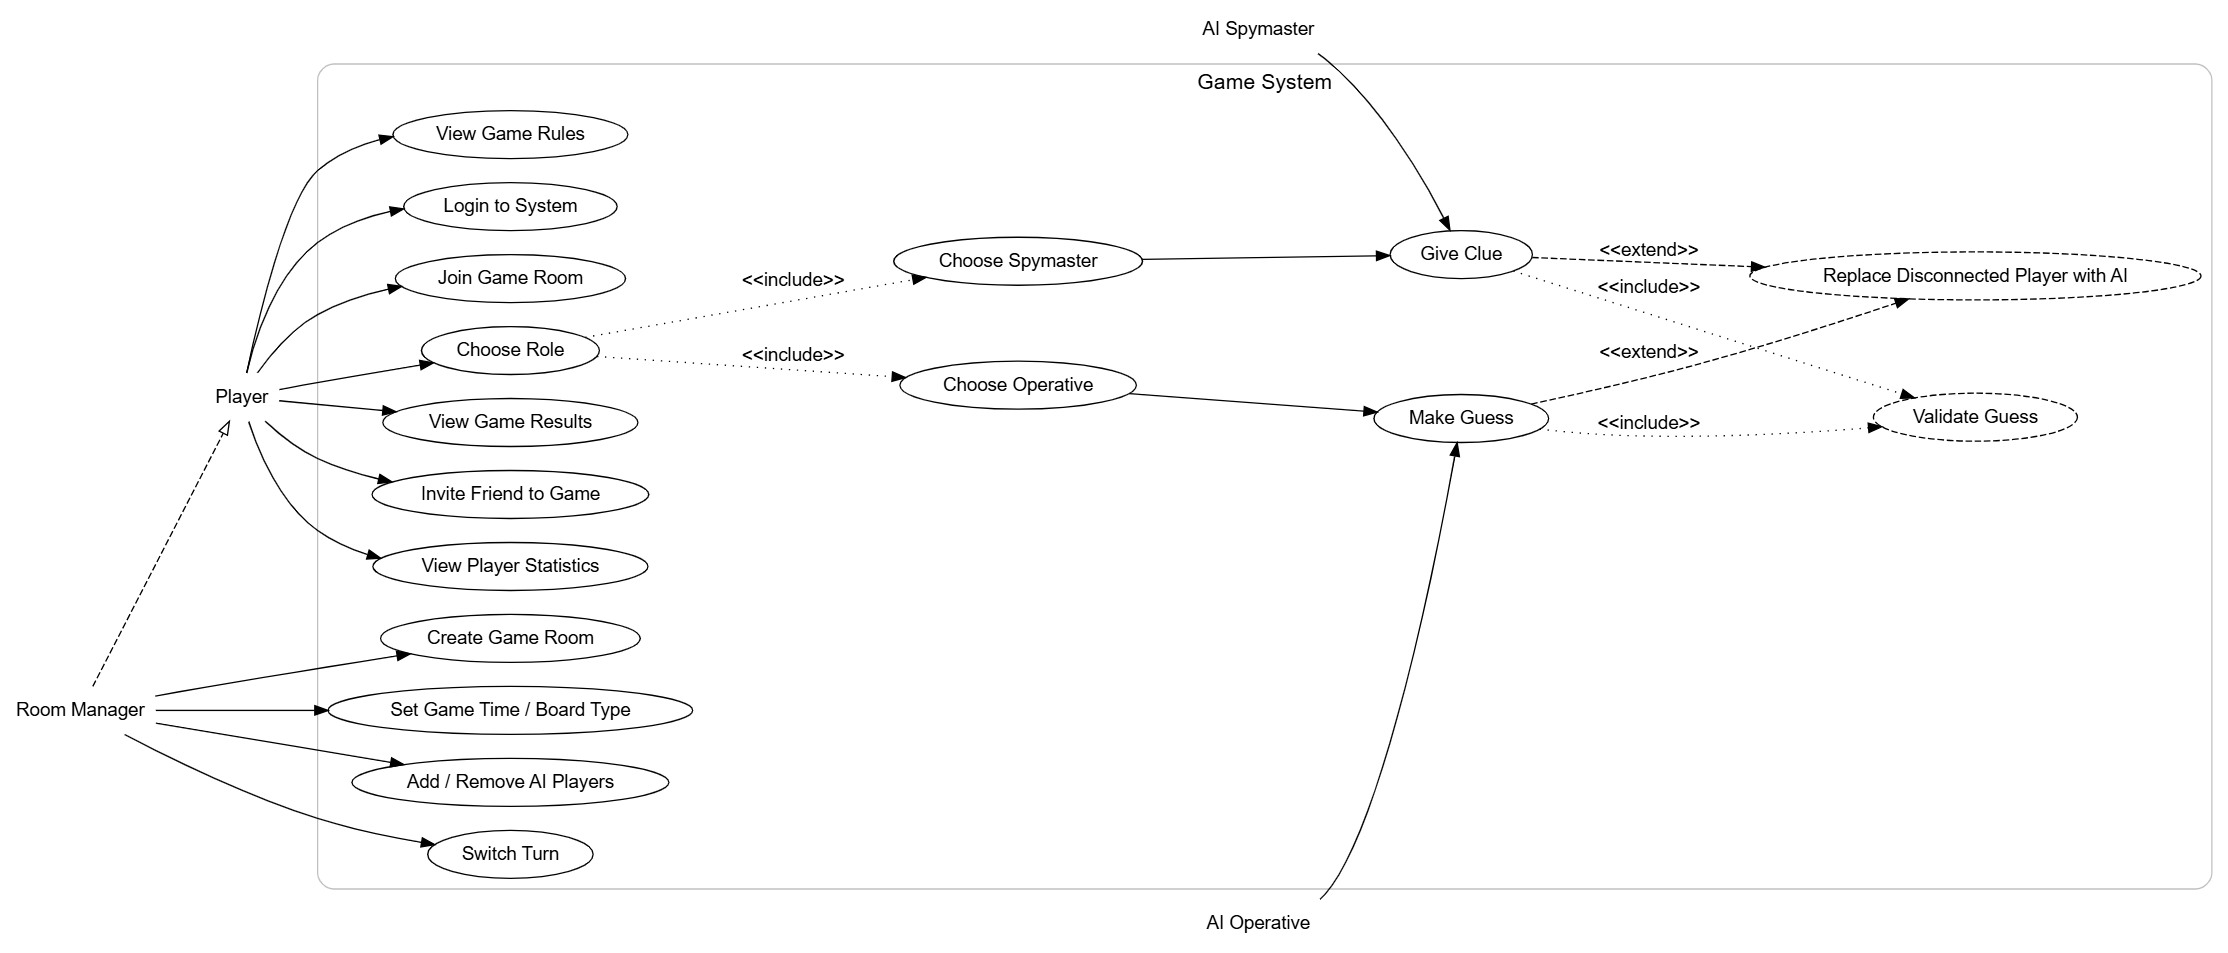 AI Spymaster
Game System
View Game Rules
Login to System
Join Game Room
Choose Role
View Game Results
Invite Friend to Game
View Player Statistics
Create Game Room
Set Game Time / Board Type
Add / Remove AI Players
Switch Turn
Player
Room Manager
<<include>>
<<include>>
Choose Spymaster
Choose Operative
Give Clue
Make Guess
<<extend>>
<<include>>
<<extend>>
<<include>>
Replace Disconnected Player with AI
Validate Guess
AI Operative